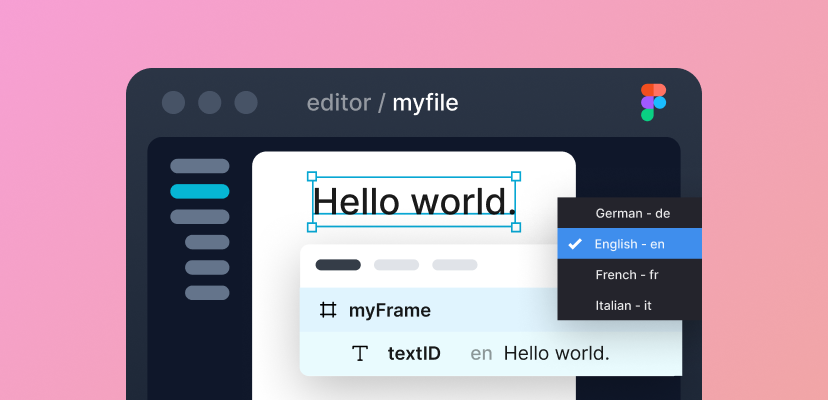 editor / myfile
Hello world.
German - de
English - en
French - fr
Italian - it
myFrame
textID en Hello world.